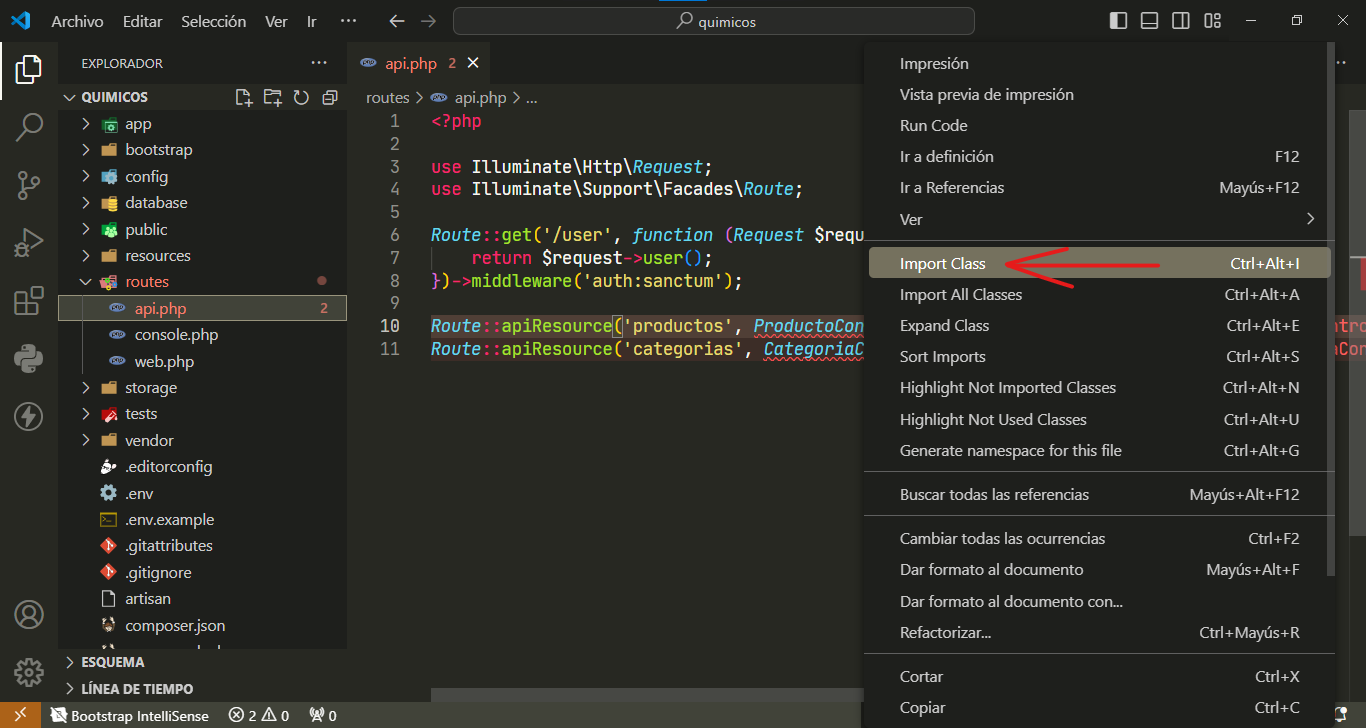 Archivo Editar Selección Ver Ir ··· quimicos
EXPLORADOR ···
QUIMICOS
app
bootstrap
config
database
public
resources
routes
api.php 2
console.php
web.php
storage
tests
vendor
.editorconfig
.env
.env.example
.gitattributes
.gitignore
artisan
composer.json
ESQUEMA
LÍNEA DE TIEMPO
api.php 2
routes > api.php > ...
1 <?php
2
3 use Illuminate\Http\Request;
4 use Illuminate\Support\Facades\Route;
5
6 Route::get('/user', function (Request $requ
7 return $request->user();
8 })->middleware('auth:sanctum');
9
10 Route::apiResource('productos', ProductoCon
11 Route::apiResource('categorias', CategoriaC
Impresión
Vista previa de impresión
Run Code
Ir a definición F12
Ir a Referencias Mayús+F12
Ver
Import Class Ctrl+Alt+I
Import All Classes Ctrl+Alt+A
Expand Class Ctrl+Alt+E
Sort Imports Ctrl+Alt+S
Highlight Not Imported Classes Ctrl+Alt+N
Highlight Not Used Classes Ctrl+Alt+U
Generate namespace for this file Ctrl+Alt+G
Buscar todas las referencias Mayús+Alt+F12
Cambiar todas las ocurrencias Ctrl+F2
Dar formato al documento Mayús+Alt+F
Dar formato al documento con...
Refactorizar... Ctrl+Mayús+R
Cortar Ctrl+X
Copiar Ctrl+C
Bootstrap IntelliSense 2 0 0